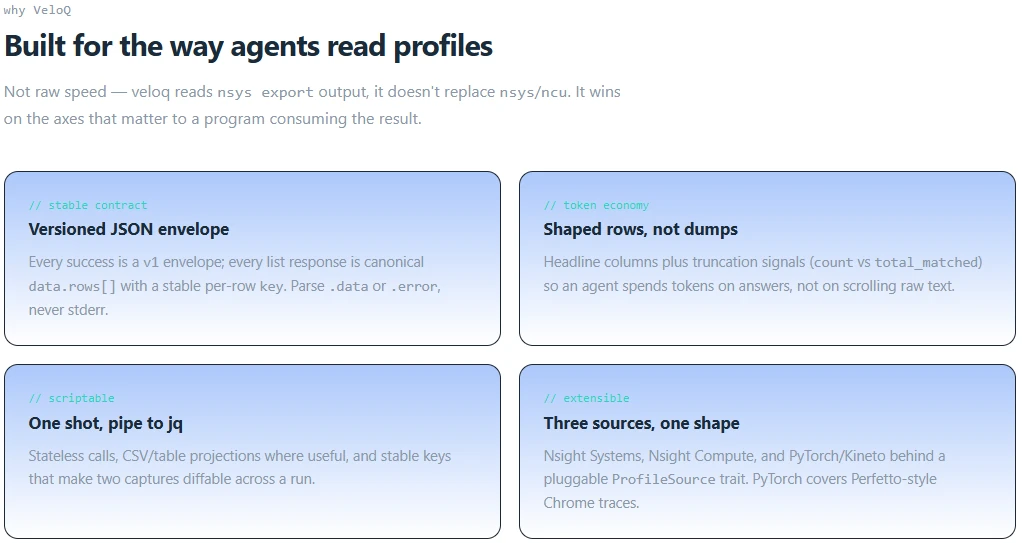 why VeloQ
Built for the way agents read profiles
Not raw speed — veloq reads nsys export output, it doesn't replace nsys/ncu. It wins
on the axes that matter to a program consuming the result.
// stable contract
Versioned JSON envelope
Every success is a v1 envelope; every list response is canonical
data.rows[] with a stable per-row key. Parse .data or .error,
never stderr.
// token economy
Shaped rows, not dumps
Headline columns plus truncation signals (count vs total_matched)
so an agent spends tokens on answers, not on scrolling raw text.
// scriptable
One shot, pipe to jq
Stateless calls, CSV/table projections where useful, and stable keys
that make two captures diffable across a run.
// extensible
Three sources, one shape
Nsight Systems, Nsight Compute, and PyTorch/Kineto behind a
pluggable ProfileSource trait. PyTorch covers Perfetto-style
Chrome traces.